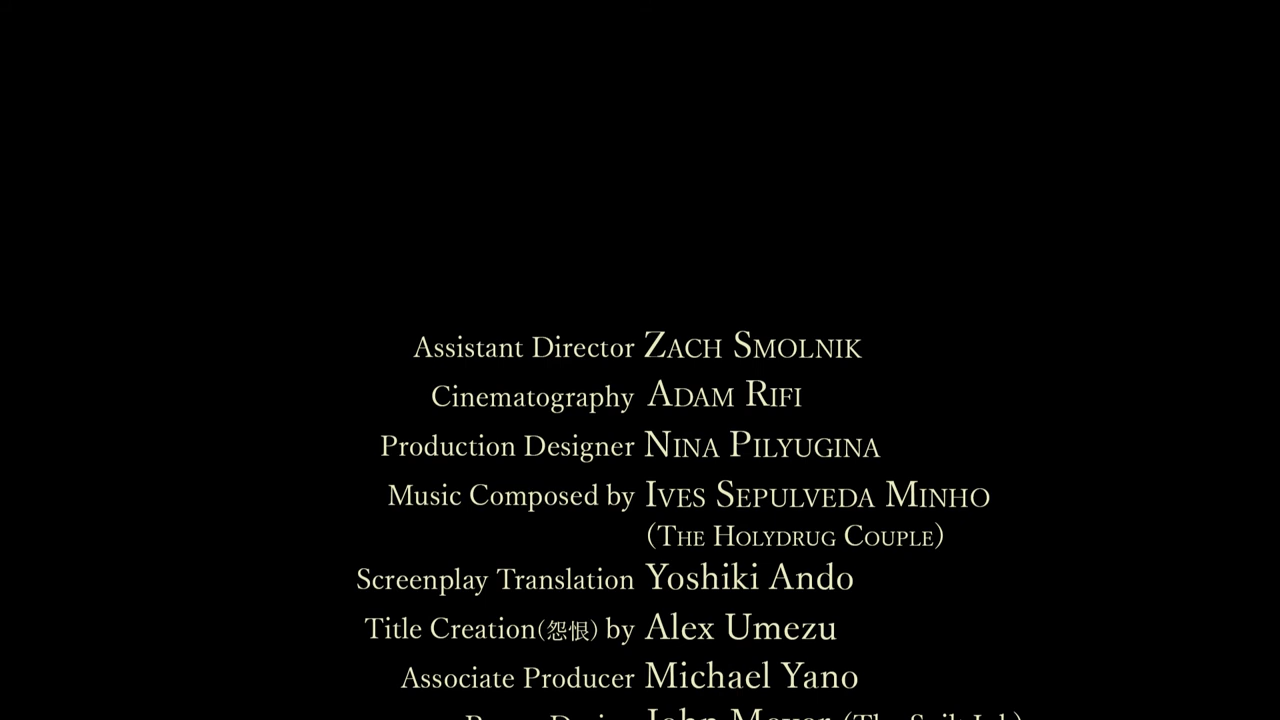 Assistant Director ZACH SMOLNIK
Cinematography ADAM RIFI
Production Designer NINA PILYUGINA
Music Composed by IVES SEPULVEDA MINHO
(THE HOLYDRUG COUPLE)
Screenplay Translation Yoshiki Ando
Title Creation(怨恨) by Alex Umezu
Associate Producer Michael Yano